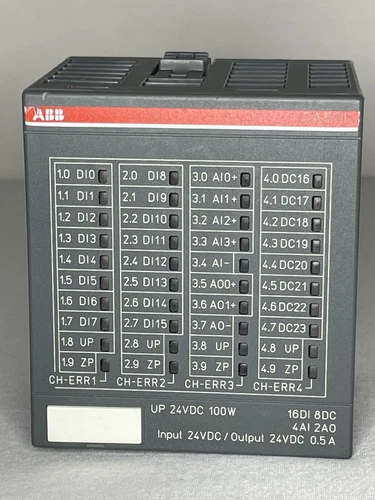 ABB
1.0 DI0 2.0 DI8 3.0 AI0+ 4.0 DC16
1.1 DI1 2.1 DI9 3.1 AI1+ 4.1 DC17
1.2 DI2 2.2 DI10 3.2 AI2+ 4.2 DC18
1.3 DI3 2.3 DI11 3.3 AI3+ 4.3 DC19
1.4 DI4 2.4 DI12 3.4 AI- 4.4 DC20
1.5 DI5 2.5 DI13 3.5 AO0+ 4.5 DC21
1.6 DI6 2.6 DI14 3.6 AO1+ 4.6 DC22
1.7 DI7 2.7 DI15 3.7 AO- 4.7 DC23
1.8 UP 2.8 UP 3.8 UP 4.8 UP
1.9 ZP 2.9 ZP 3.9 ZP 4.9 ZP
CH-ERR1 CH-ERR2 CH-ERR3 CH-ERR4
UP 24VDC 100W 16DI 8DC
4AI 2AO
Input 24VDC/Output 24VDC 0.5A